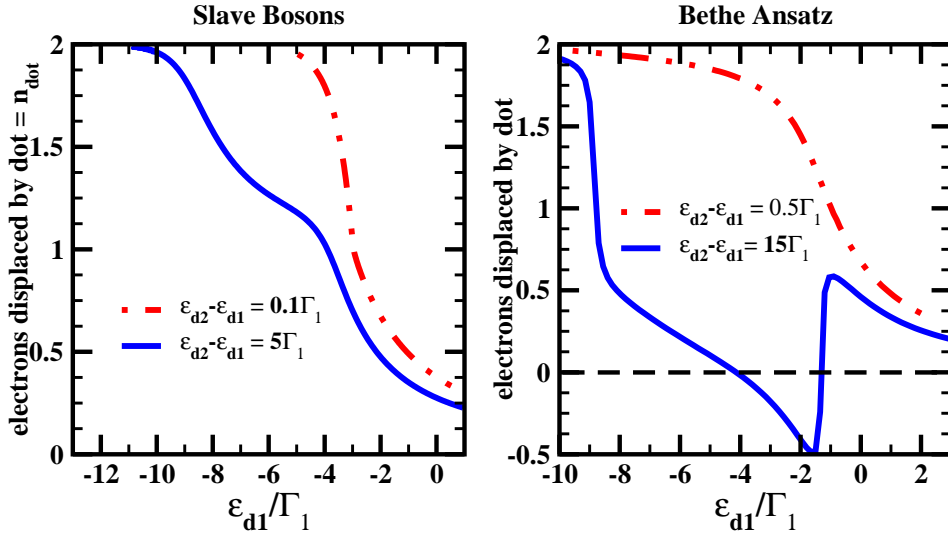 Slave Bosons
electrons displayed by dot = n_dot
2
1.5
1
0.5
0
-12 -10 -8 -6 -4 -2 0
ε_d1/Γ_1
ε_d2-ε_d1 = 0.1Γ_1
ε_d2-ε_d1 = 5Γ_1
Bethe Ansatz
electrons displaced by dot
2
1.5
1
0.5
0
-0.5
-10 -8 -6 -4 -2 0 2
ε_d1/Γ_1
ε_d2-ε_d1 = 0.5Γ_1
ε_d2-ε_d1 = 15Γ_1